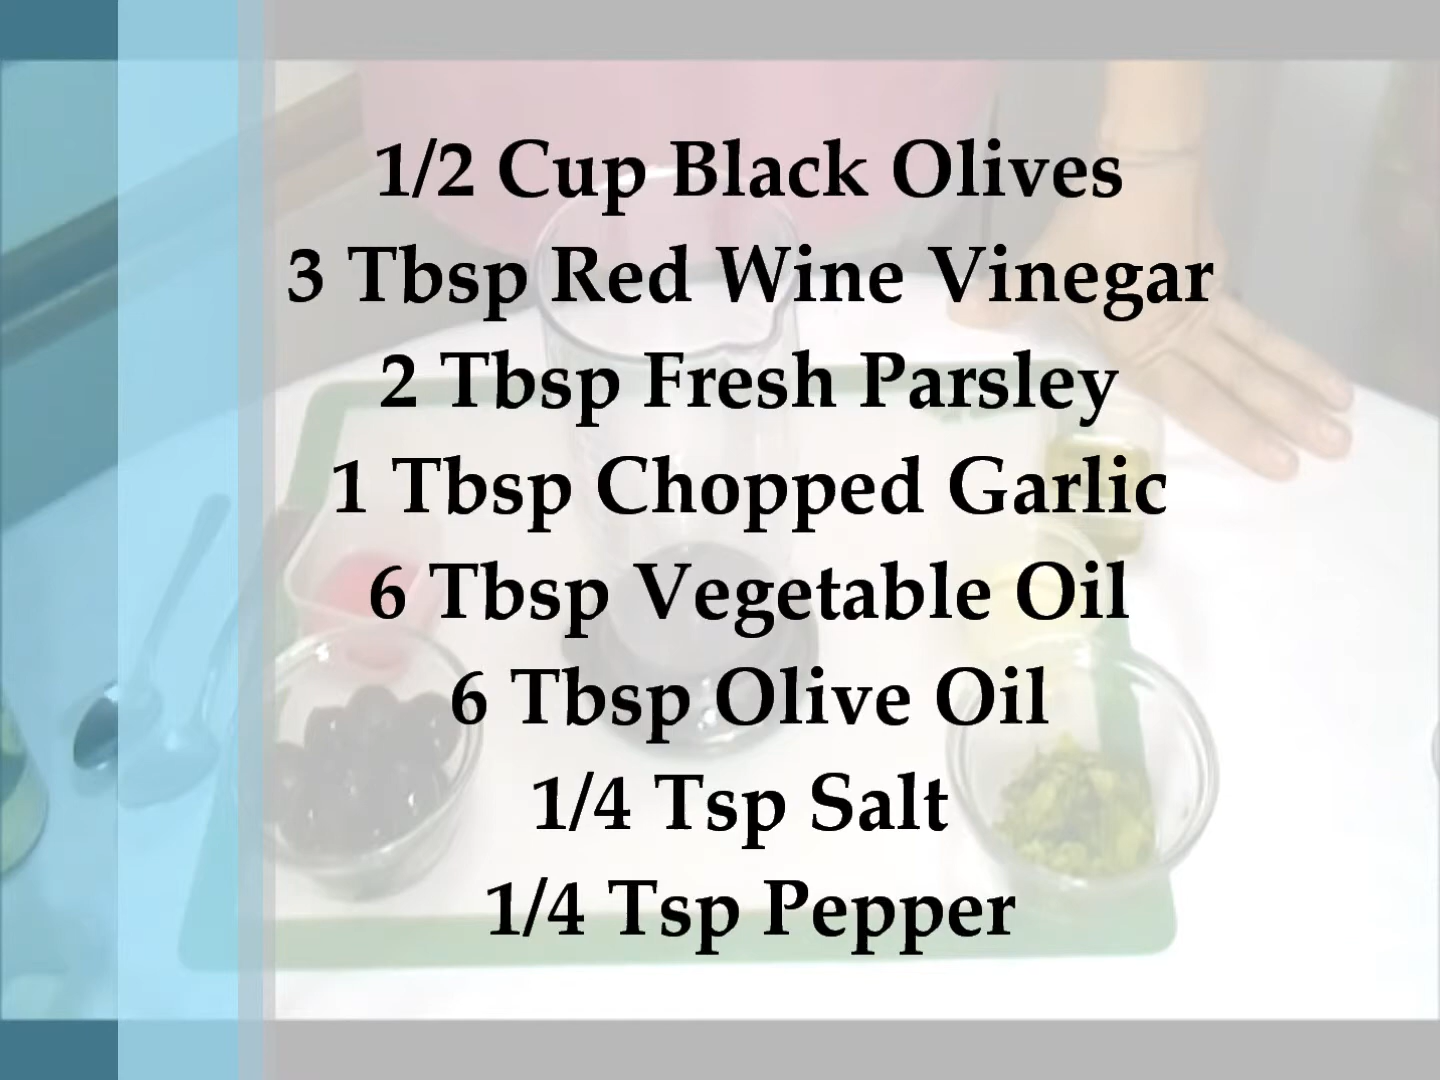 1/2 Cup Black Olives
3 Tbsp Red Wine Vinegar
2 Tbsp Fresh Parsley
1 Tbsp Chopped Garlic
6 Tbsp Vegetable Oil
6 Tbsp Olive Oil
1/4 Tsp Salt
1/4 Tsp Pepper